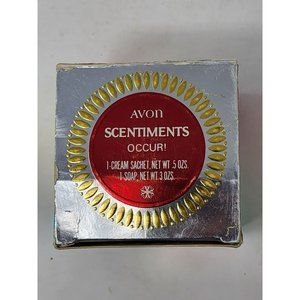 AVON
SCENTIMENTS
OCCUR!
1-CREAM SACHET, NET WT .5 OZS.
1 SOAP, NET WT 3 OZS.